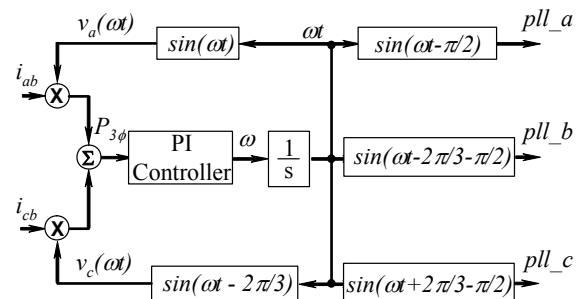 v_a(ωt)
sin(ωt)
ωt
sin(ωt-π/2)
pll_a
i_ab
X
P_3ϕ
Σ
PI
Controller
ω
1
s
sin(ωt-2π/3-π/2)
pll_b
i_cb
X
v_c(ωt)
sin(ωt - 2π/3)
sin(ωt+2π/3-π/2)
pll_c